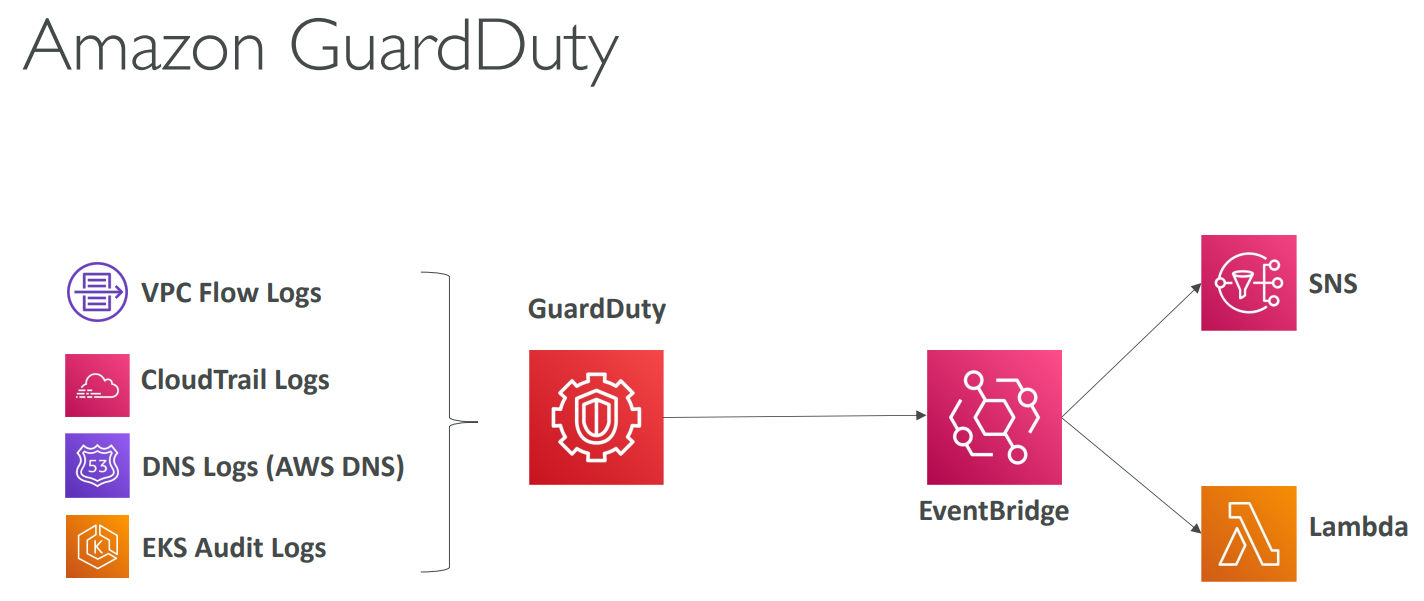 Amazon GuardDuty
VPC Flow Logs
CloudTrail Logs
53
DNS Logs (AWS DNS)
K
EKS Audit Logs
GuardDuty
EventBridge
SNS
Lambda